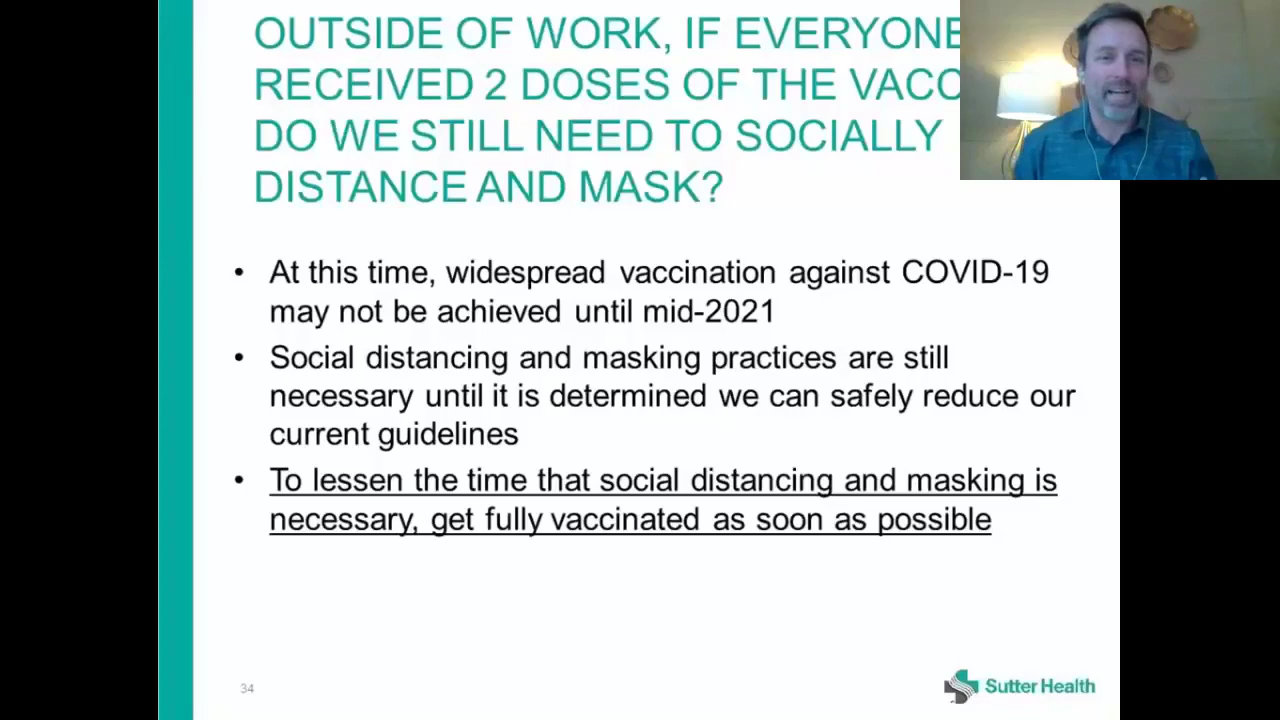 OUTSIDE OF WORK, IF EVERYONE
RECEIVED 2 DOSES OF THE
DO WE STILL NEED TO SOCIALLY
DISTANCE AND MASK?
• At this time, widespread vaccination against COVID-19
may not be achieved until mid-2021
• Social distancing and masking practices are still
necessary until it is determined we can safely reduce our
current guidelines
• To lessen the time that social distancing and masking is
necessary, get fully vaccinated as soon as possible
34
Sutter Health